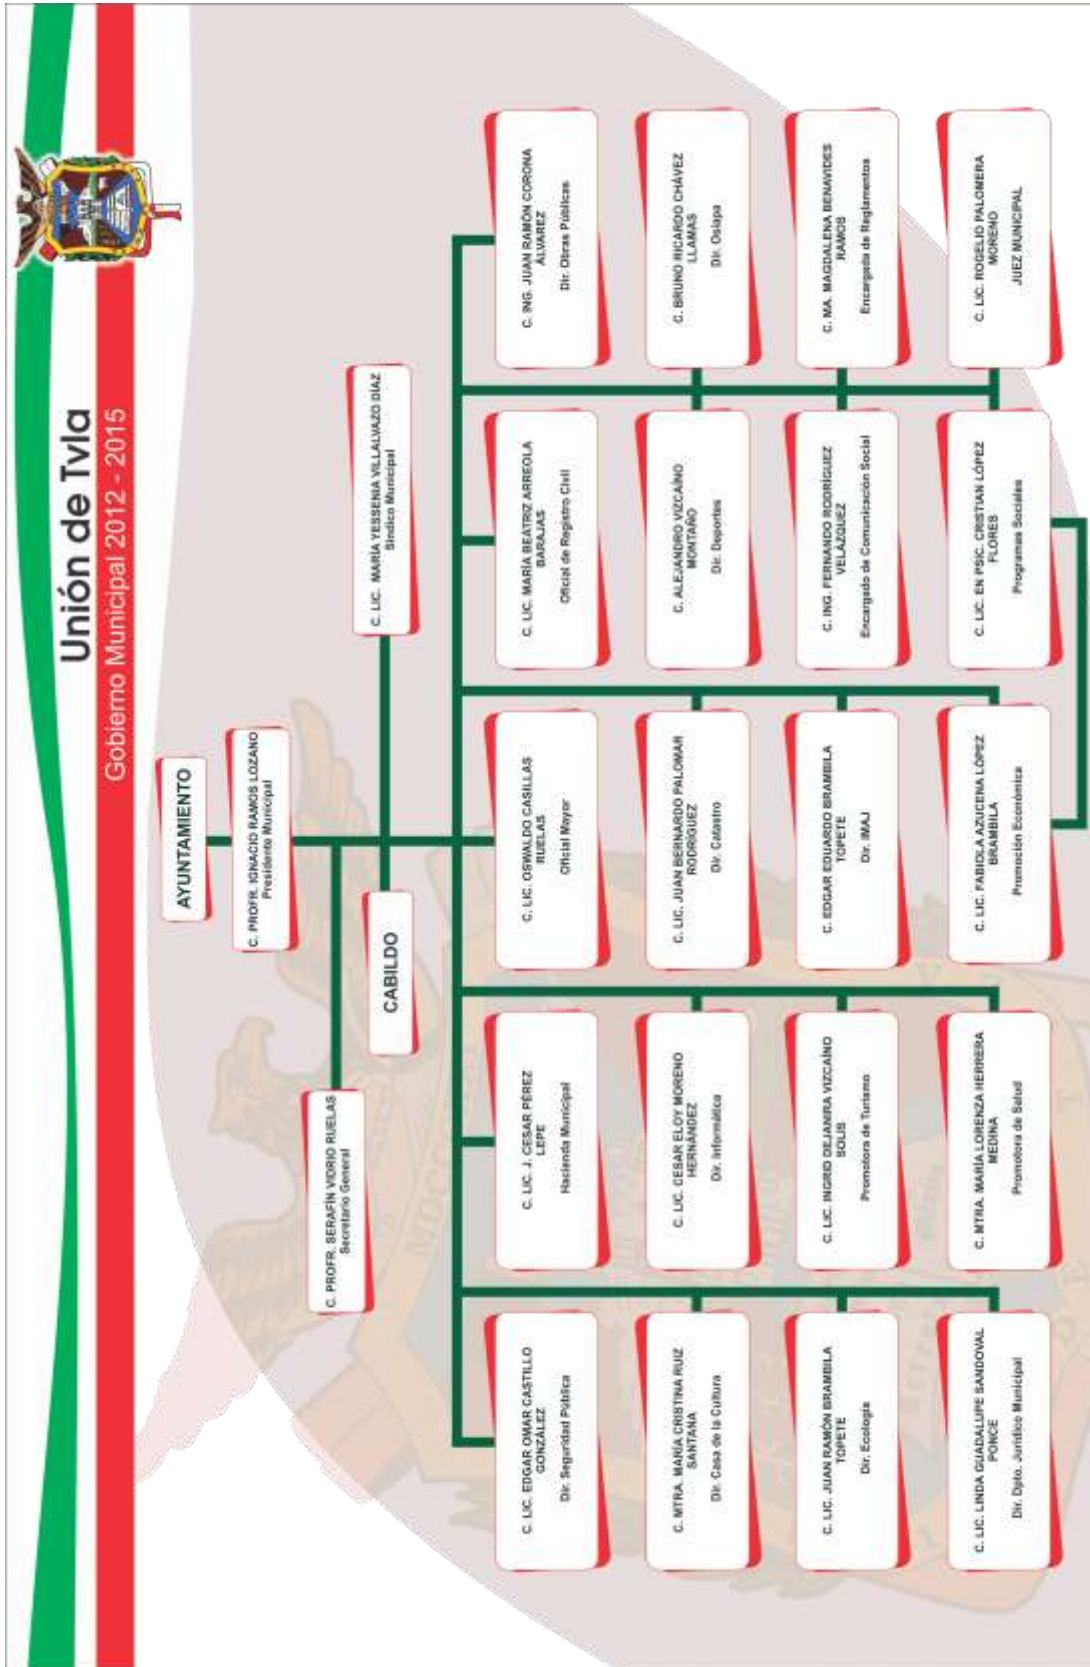 Unión de Tvla
Gobierno Municipal 2012 - 2015
AYUNTAMIENTO
C. PROFR. IGNACIO RAMOS LOZANO
Presidente Municipal
C. PROFR. SERAFÍN VIDRIO RUELAS
Secretario General
C. LIC. MARÍA YESSENIA VILLALVAZO DÍAZ
Síndico Municipal
CABILDO
C. LIC. EDGAR OMAR CASTILLO
GONZÁLEZ
Dir. Seguridad Pública
C. LIC. J. CESAR PÉREZ
LEPE
Hacienda Municipal
C. LIC. OSWALDO CASILLAS
RUELAS
Oficial Mayor
C. LIC. MARÍA BEATRIZ ARREOLA
BARAJAS
Oficial de Registro Civil
C. ING. JUAN RAMÓN CORONA
ÁLVAREZ
Dir. Obras Públicas
C. MTRA. MARÍA CRISTINA RUIZ
SANTANA
Dir. Casa de la Cultura
C. LIC. CESAR ELOY MORENO
HERNÁNDEZ
Dir. Informática
C. LIC. JUAN BERNARDO PALOMAR
RODRÍGUEZ
Dir. Catastro
C. ALEJANDRO VIZCAÍNO
MONTAÑO
Dir. Deportes
C. BRUNO RICARDO CHÁVEZ
LLAMAS
Dir. Osiapa
C. LIC. JUAN RAMÓN BRAMBILA
TOPETE
Dir. Ecología
C. LIC. INGRID DEJANIRA VIZCAÍNO
SOLIS
Promotora de Turismo
C. EDGAR EDUARDO BRAMBILA
TOPETE
Dir. IMAJ
C. ING. FERNANDO RODRÍGUEZ
VELÁZQUEZ
Encargado de Comunicación Social
C. MA. MAGDALENA BENAVIDES
RAMOS
Encargada de Reglamentos
C. LIC. LINDA GUADALUPE SANDOVAL
PONCE
Dir. Dpto. Jurídico Municipal
C. MTRA. MARÍA LORENZA HERRERA
MEDINA
Promotora de Salud
C. LIC. FABIOLA AZUCENA LÓPEZ
BRAMBILA
Promoción Económica
C. LIC. EN PSIC. CRISTIAN LÓPEZ
FLORES
Programas Sociales
C. LIC. ROGELIO PALOMERA
MORENO
JUEZ MUNICIPAL